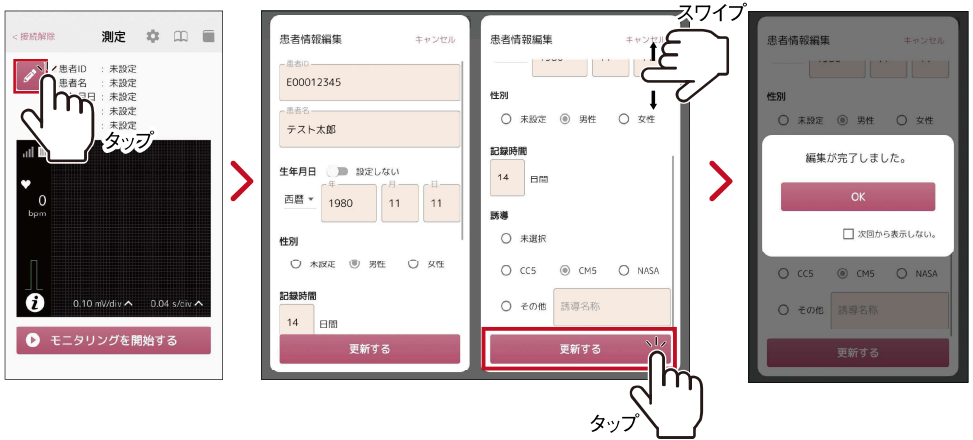 < 接続解除
測定
患者ID : 未設定
患者名 : 未設定
: 未設定
: 未設定
: 未設定
タップ
0
bpm
0.10 mV/div
0.04 s/div
モニタリングを開始する
患者情報編集
キャンセル
患者ID
E00012345
患者名
テスト太郎
生年月日
設定しない
西暦
年
1980
月
11
日
11
性別
未設定
男性
女性
記録時間
14
日間
更新する
スワイプ
患者情報編集
キャンセル
性別
未設定
男性
女性
記録時間
14
日間
誘導
未選択
CC5
CM5
NASA
その他
誘導名称
更新する
タップ
患者情報編集
キャンセル
性別
未設定
男性
女性
編集が完了しました。
OK
次回から表示しない。
CC5
CM5
NASA
その他
誘導名称
更新する